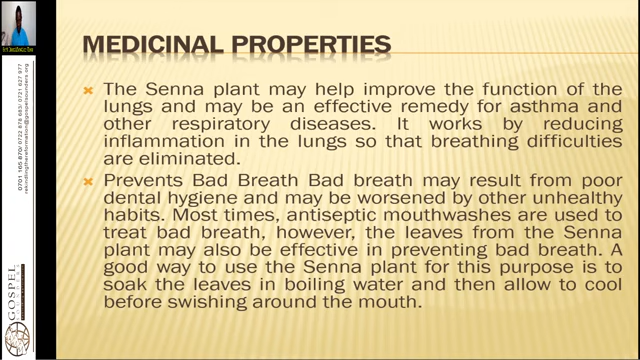 MEDICINAL PROPERTIES
The Senna plant may help improve the function of the
lungs and may be an effective remedy for asthma and
other respiratory diseases. It works by reducing
inflammation in the lungs so that breathing difficulties
are eliminated.
Prevents Bad Breath Bad breath may result from poor
dental hygiene and may be worsened by other unhealthy
habits. Most times, antiseptic mouthwashes are used to
treat bad breath, however, the leaves from the Senna
plant may also be effective in preventing bad breath. A
good way to use the Senna plant for this purpose is to
soak the leaves in boiling water and then allow to cool
before swishing around the mouth.
GOSPEL